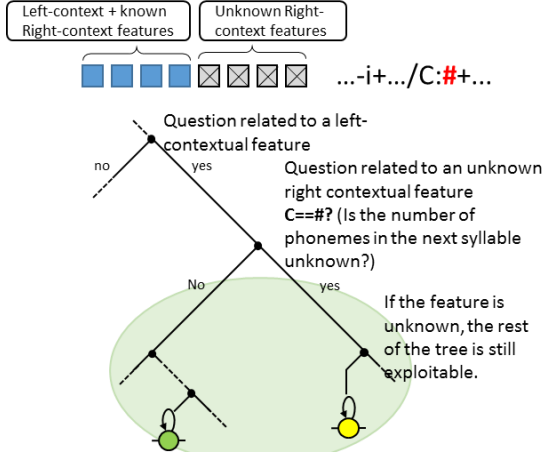 Left-context + known
Right-context features
Unknown Right-
context features
...-i+.../C:#+...
Question related to a left-
contextual feature
no
yes
Question related to an unknown
right contextual feature
C==#? (Is the number of
phonemes in the next syllable
unknown?)
No
yes
If the feature is
unknown, the rest
of the tree is still
exploitable.